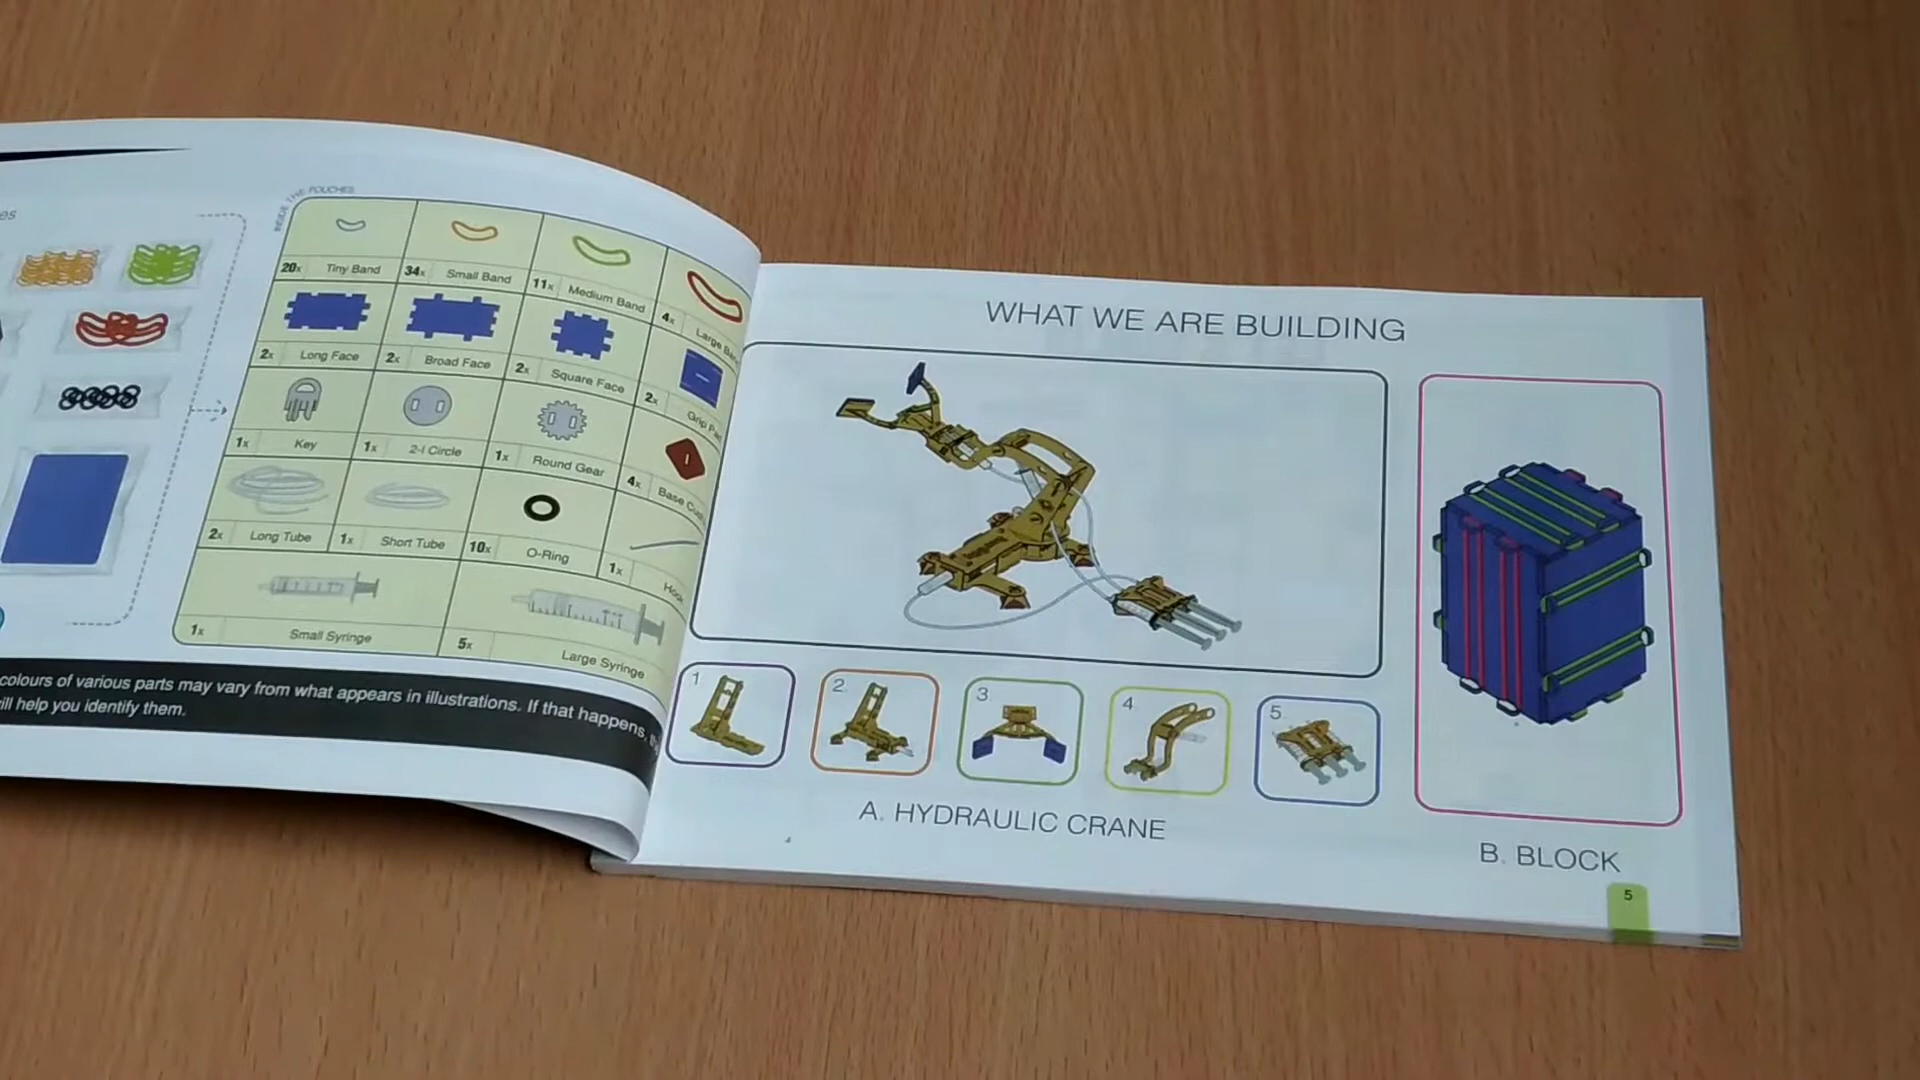 INSIDE THE POUCHES
20x Tiny Band
34x Small Band
11x Medium Band
4x Large
2x Long Face
2x Broad Face
2x Square Face
2x Grip
1x Key
1x 2-I Circle
1x Round Gear
4x Base
2x Long Tube
1x Short Tube
10x O-Ring
1x
1x Small Syringe
5x Large Syringe
colours of various parts may vary from what appears in illustrations. If that happens,
help you identify them.
WHAT WE ARE BUILDING
1
2
3
4
5
A. HYDRAULIC CRANE
B. BLOCK
5